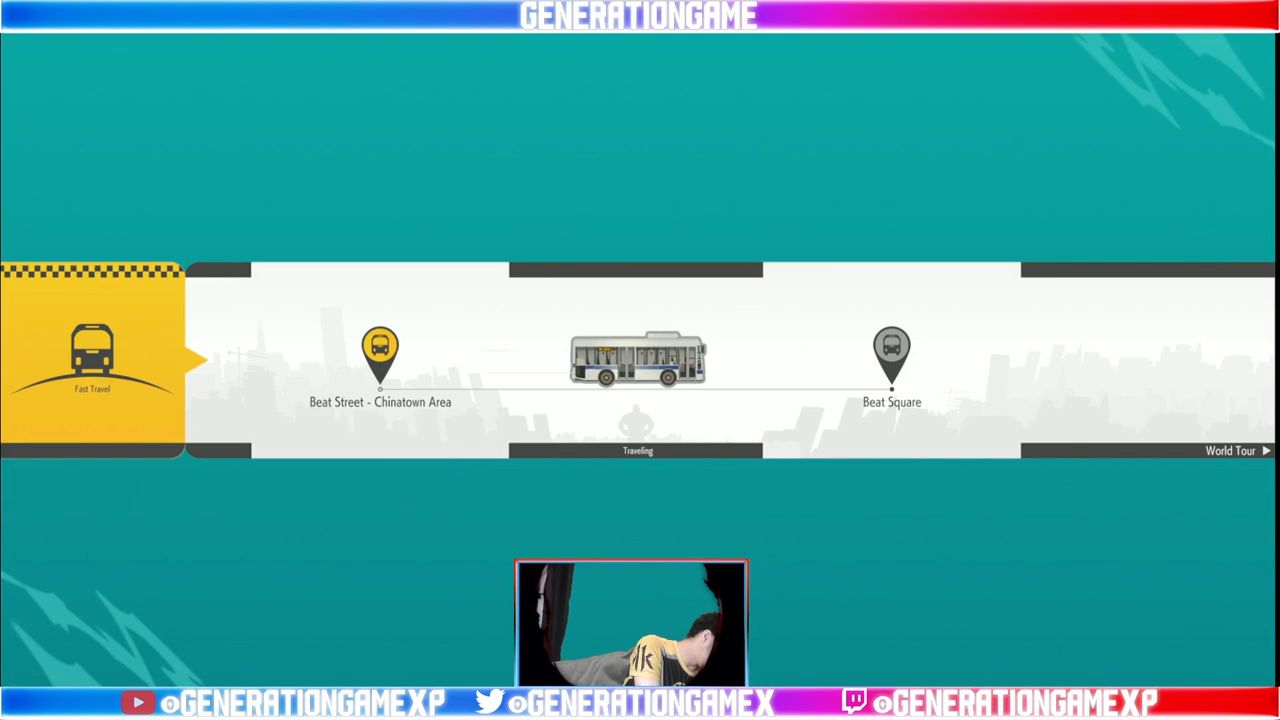 GENERATIONGAME
Fast Travel
Beat Street - Chinatown Area
Beat Square
Traveling
World Tour
@GENERATIONGAMEXP
@GENERATIONGAMEX
@GENERATIONGAMEXP